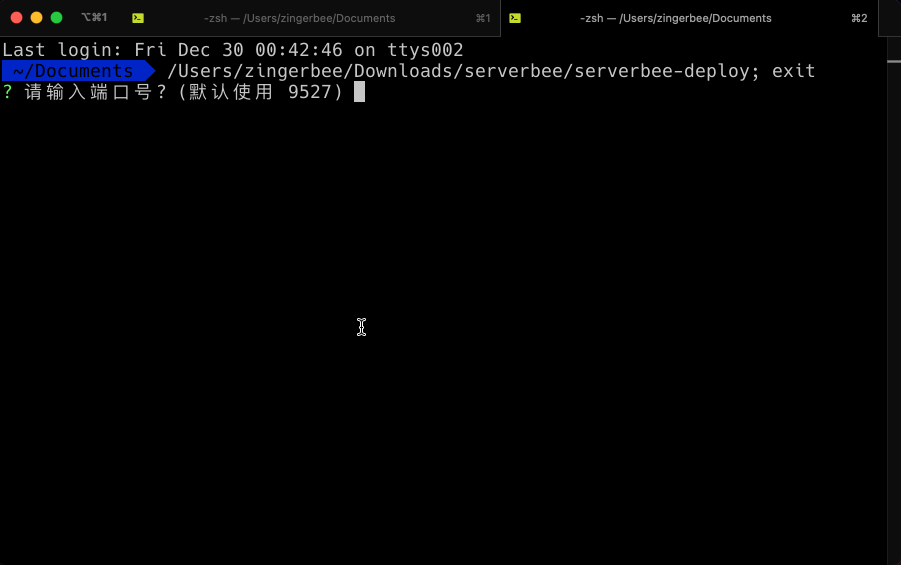 ⌥⌘1 -zsh — /Users/zingerbee/Documents ⌘1 -zsh — /Users/zingerbee/Documents ⌘2
Last login: Fri Dec 30 00:42:46 on ttys002
~/Documents /Users/zingerbee/Downloads/serverbee/serverbee-deploy; exit
? 请输入端口号? (默认使用 9527)